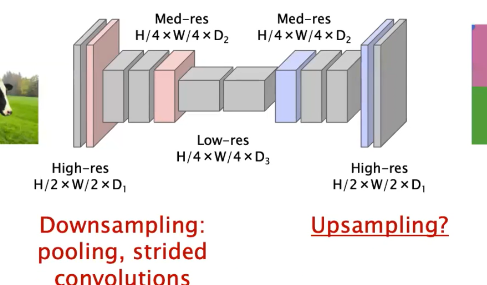 Med-res
H/4×W/4×D₂
Med-res
H/4×W/4×D₂
Low-res
H/4×W/4×D₃
High-res
H/2×W/2×D₁
High-res
H/2×W/2×D₁
Downsampling:
pooling, strided
convolutions
Upsampling?